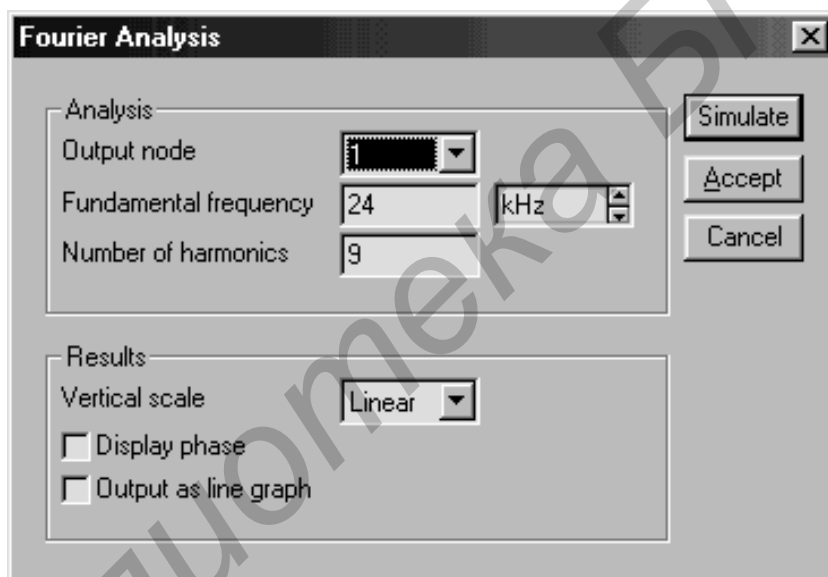 Fourier Analysis
Analysis
Output node 1
Fundamental frequency 24 kHz
Number of harmonics 9
Simulate
Accept
Cancel
Results
Vertical scale Linear
Display phase
Output as line graph